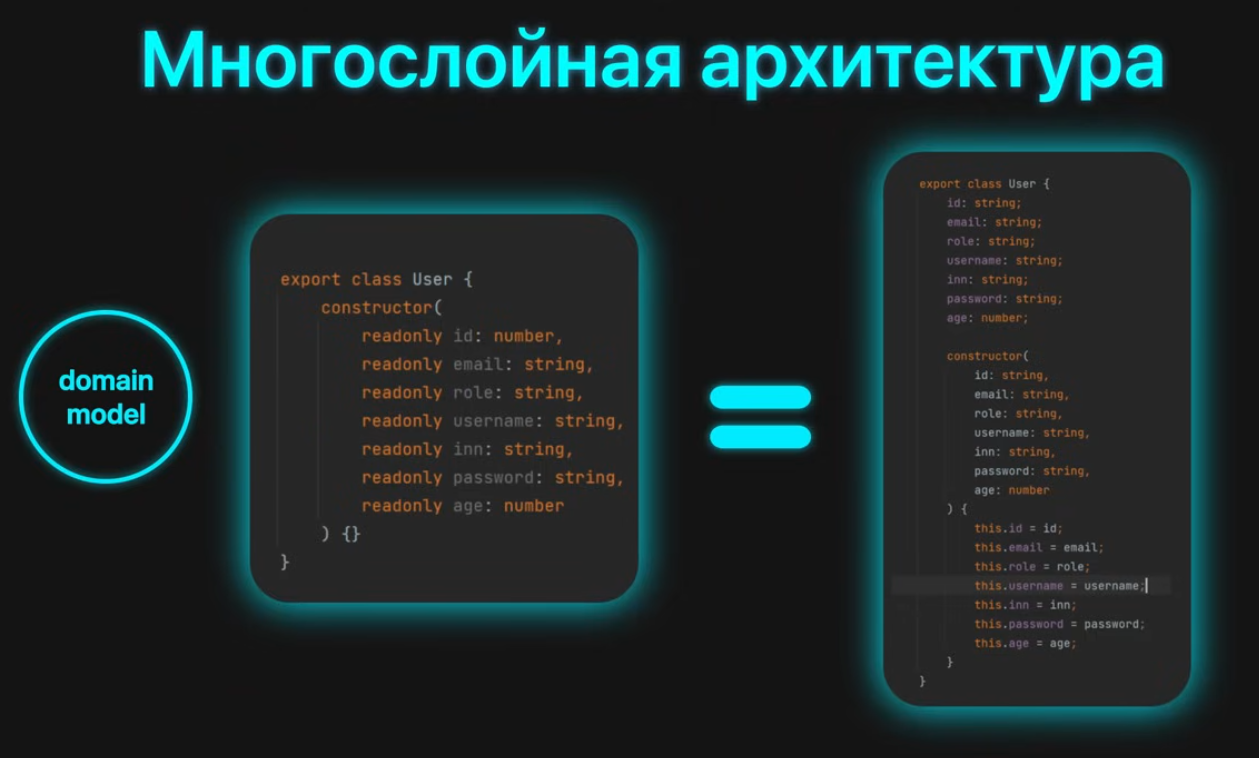 Многослойная архитектура
domain
model
export class User {
constructor(
readonly id: number,
readonly email: string,
readonly role: string,
readonly username: string,
readonly inn: string,
readonly password: string,
readonly age: number
) {}
}
export class User {
id: string;
email: string;
role: string;
username: string;
inn: string;
password: string;
age: number;
constructor(
id: string,
email: string,
role: string,
username: string,
inn: string,
password: string,
age: number
) {
this.id = id;
this.email = email;
this.role = role;
this.username = username;
this.inn = inn;
this.password = password;
this.age = age;
}
}